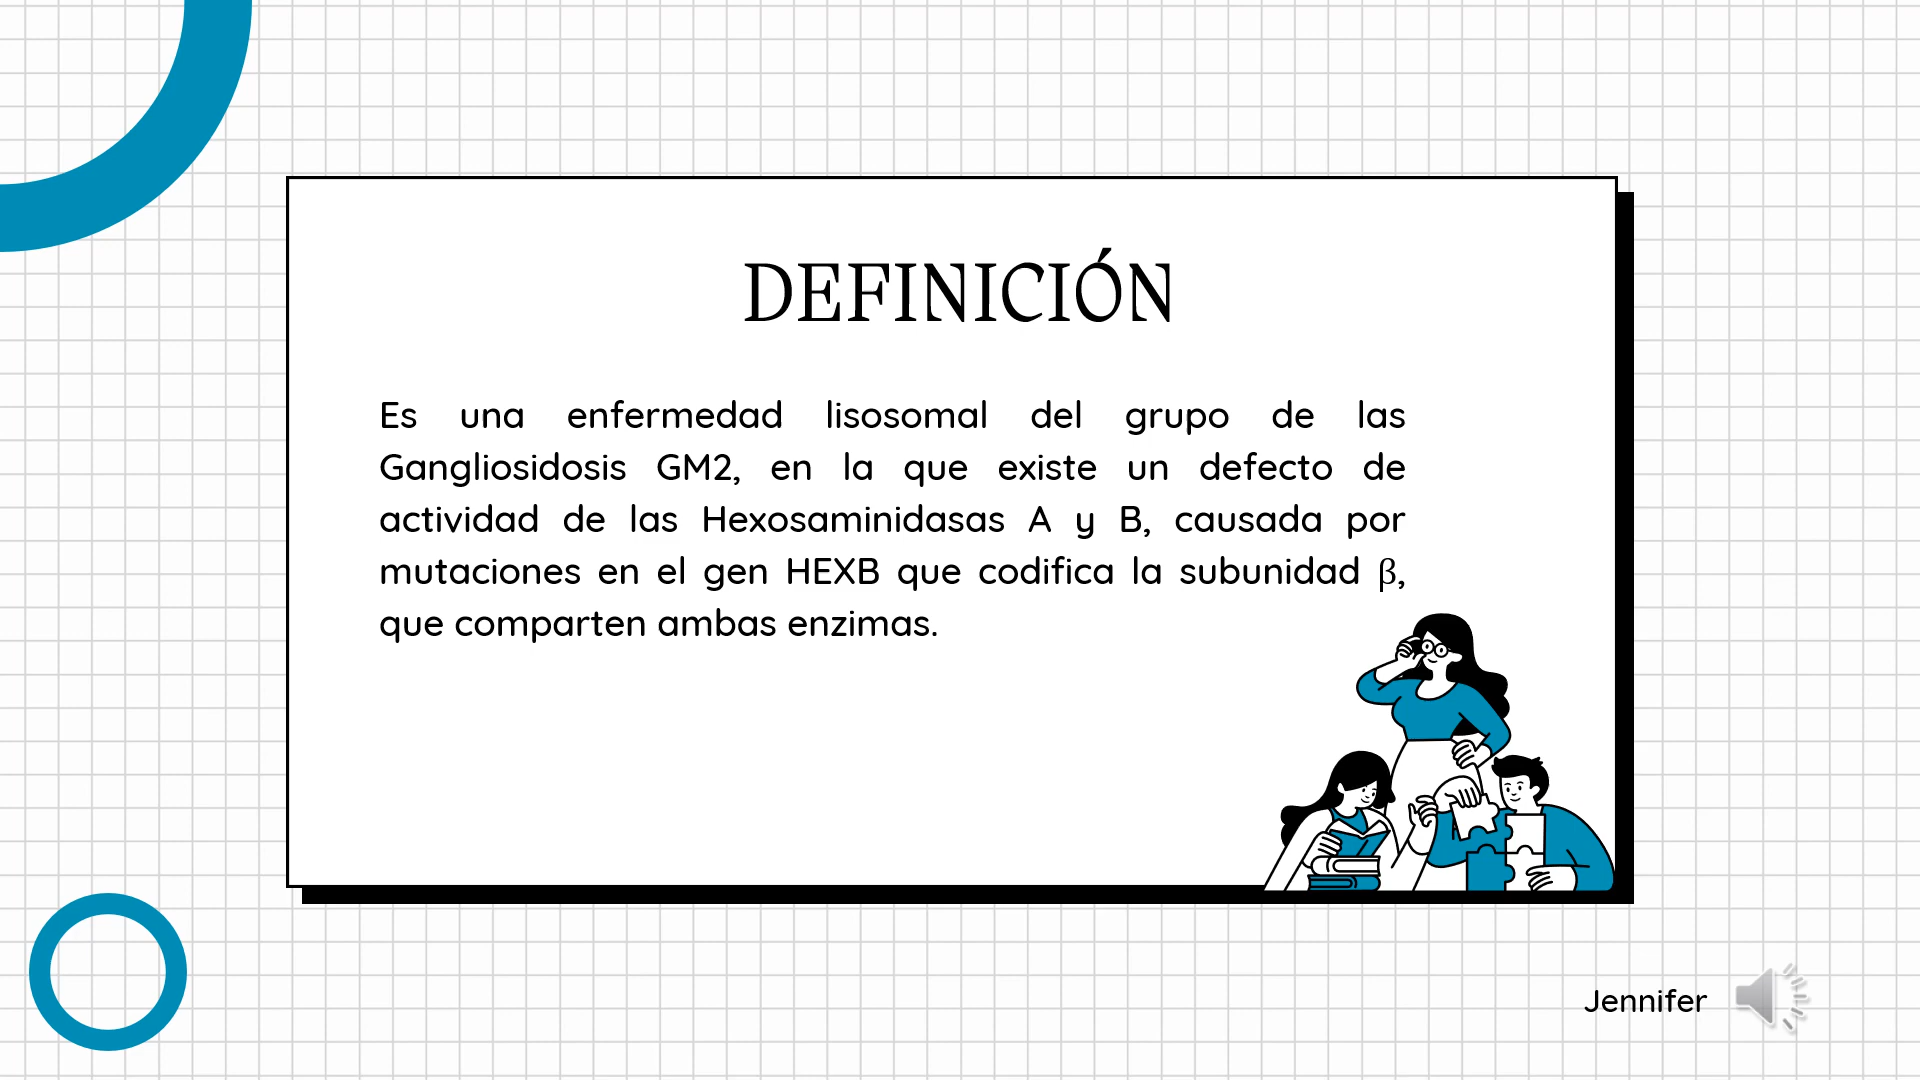 DEFINICIÓN
Es una enfermedad lisosomal del grupo de las
Gangliosidosis GM2, en la que existe un defecto de
actividad de las Hexosaminidasas A y B, causada por
mutaciones en el gen HEXB que codifica la subunidad β,
que comparten ambas enzimas.
Jennifer